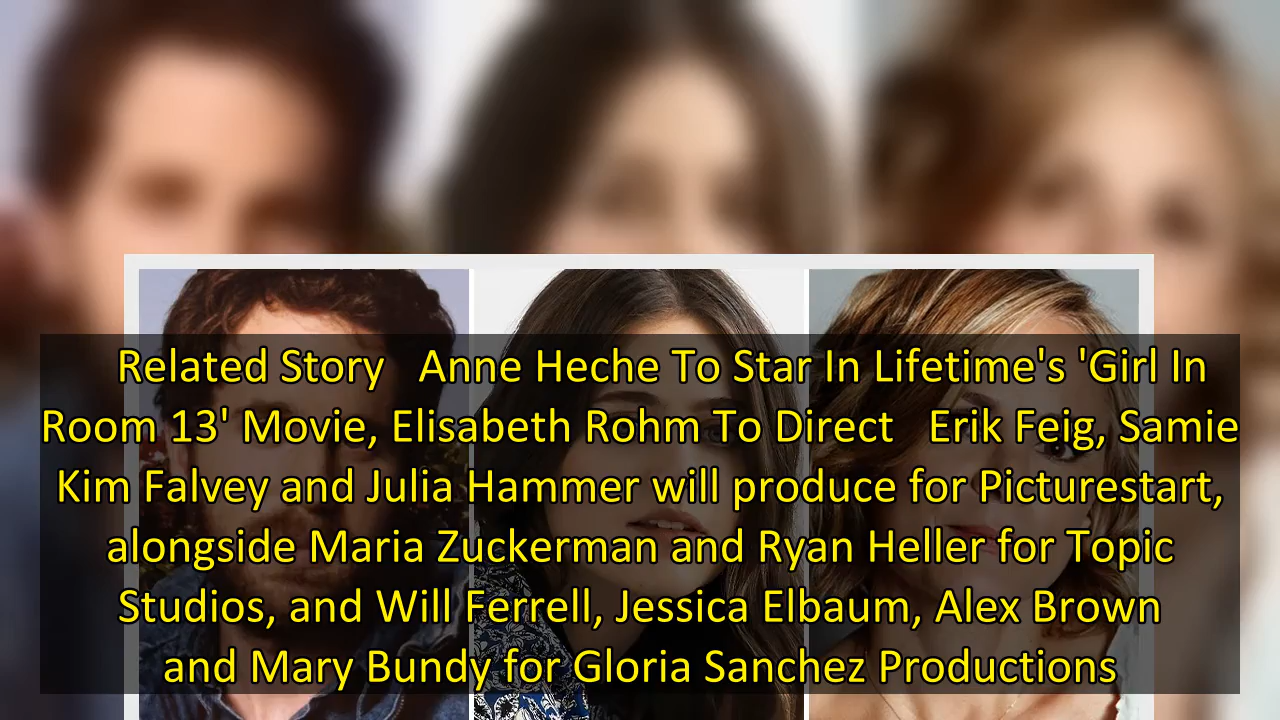 Related Story   Anne Heche To Star In Lifetime's 'Girl In
Room 13' Movie, Elisabeth Rohm To Direct   Erik Feig, Samie
Kim Falvey and Julia Hammer will produce for Picturestart,
alongside Maria Zuckerman and Ryan Heller for Topic
Studios, and Will Ferrell, Jessica Elbaum, Alex Brown
and Mary Bundy for Gloria Sanchez Productions